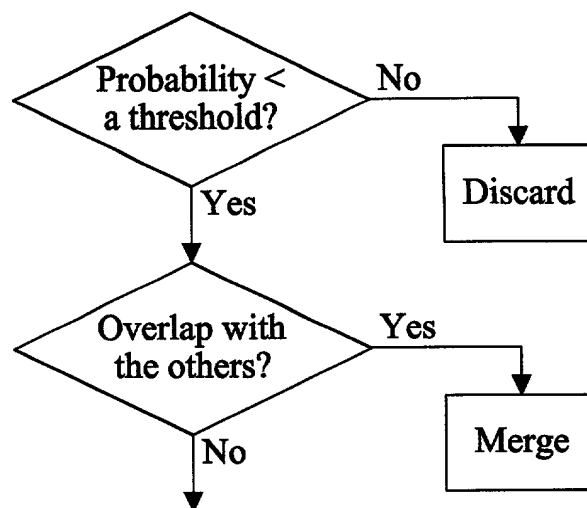 Probability <
a threshold?
No
Discard
Yes
Overlap with
the others?
Yes
Merge
No